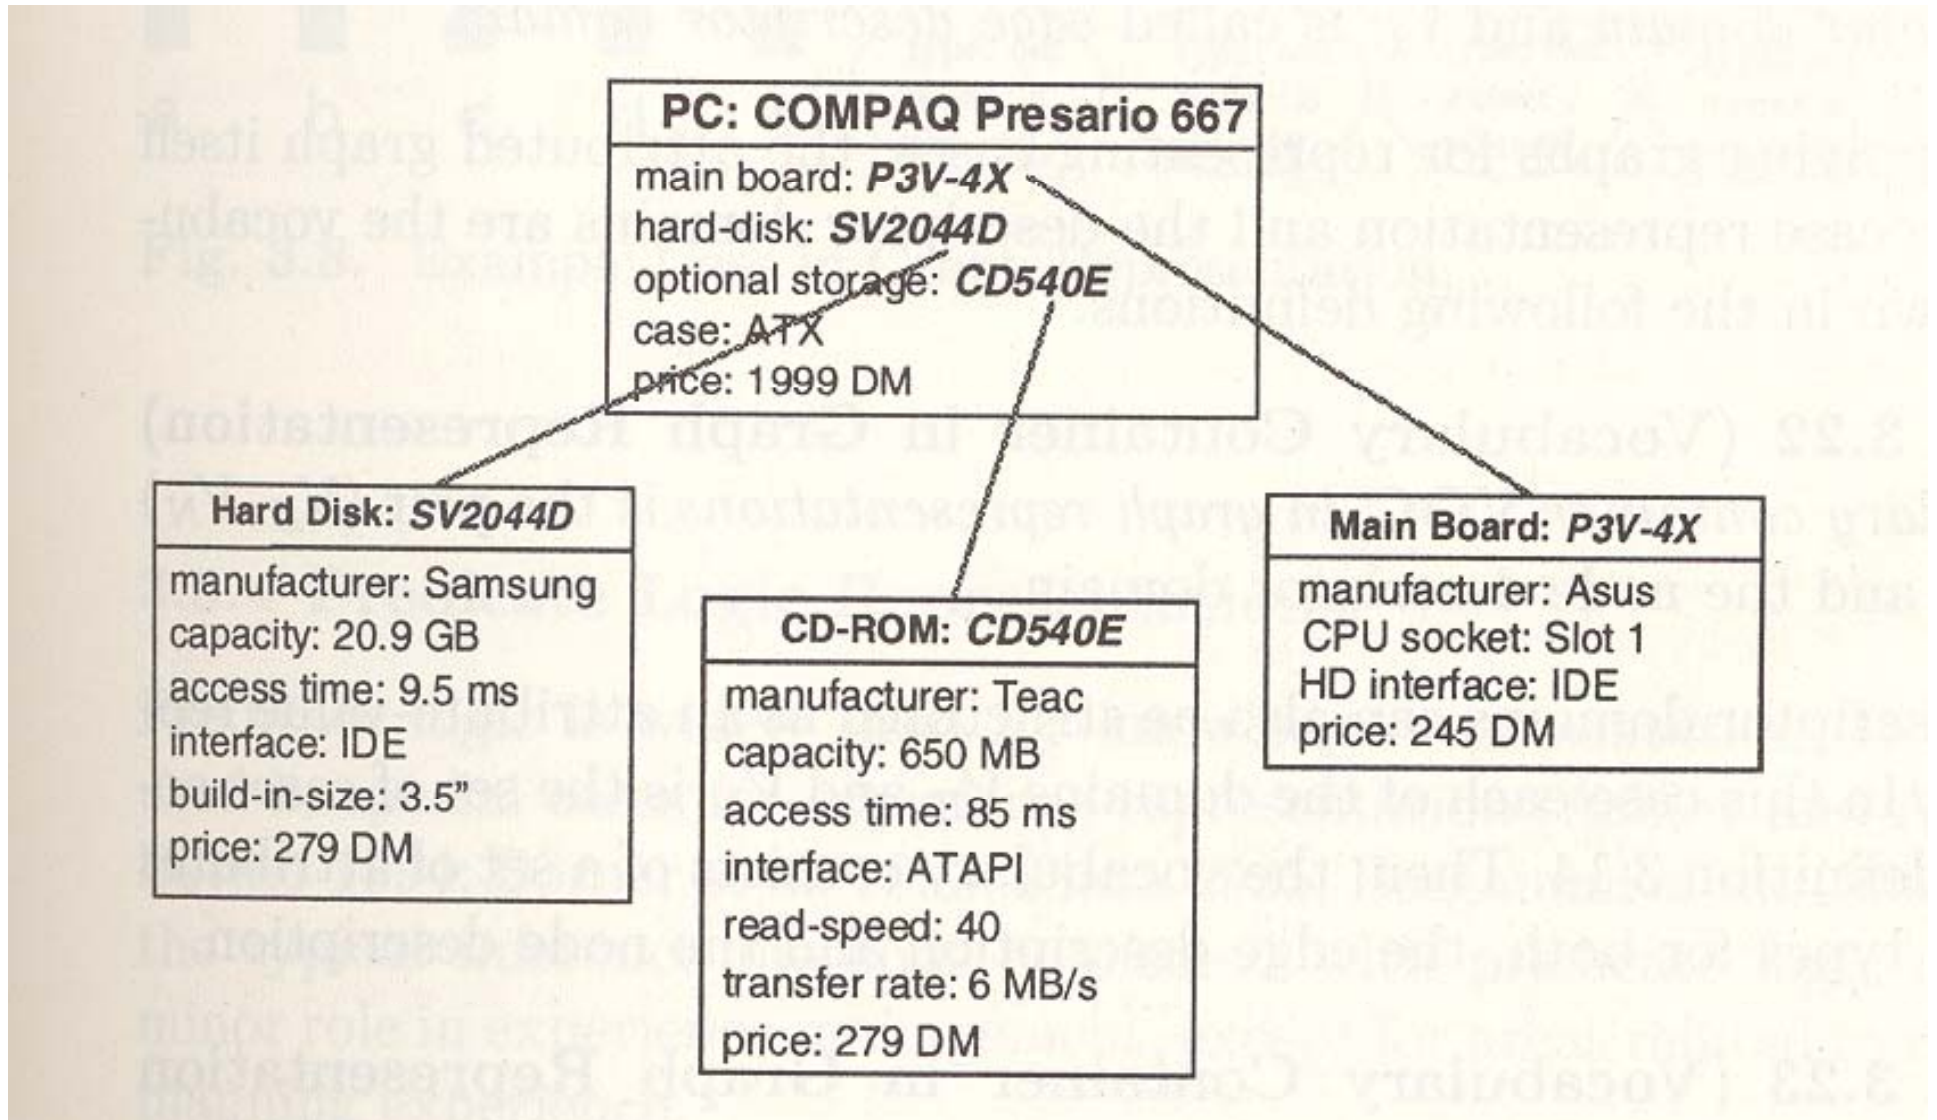 PC: COMPAQ Presario 667
main board: P3V-4X
hard-disk: SV2044D
optional storage: CD540E
case: ATX
price: 1999 DM
Hard Disk: SV2044D
manufacturer: Samsung
capacity: 20.9 GB
access time: 9.5 ms
interface: IDE
build-in-size: 3.5”
price: 279 DM
CD-ROM: CD540E
manufacturer: Teac
capacity: 650 MB
access time: 85 ms
interface: ATAPI
read-speed: 40
transfer rate: 6 MB/s
price: 279 DM
Main Board: P3V-4X
manufacturer: Asus
CPU socket: Slot 1
HD interface: IDE
price: 245 DM